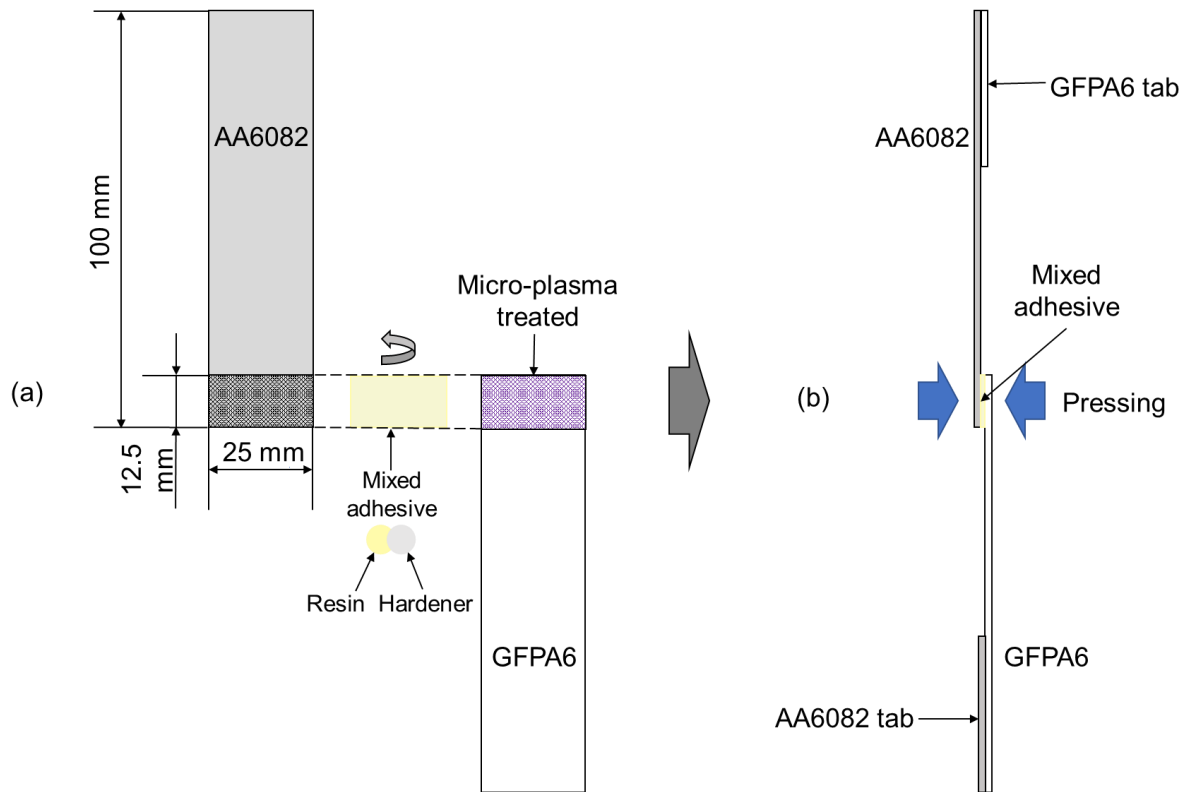 (a)
100 mm
AA6082
12.5
mm
25 mm
Micro-plasma
treated
Mixed
adhesive
Resin
Hardener
GFPA6
(b)
AA6082
GFPA6 tab
Mixed
adhesive
Pressing
GFPA6
AA6082 tab